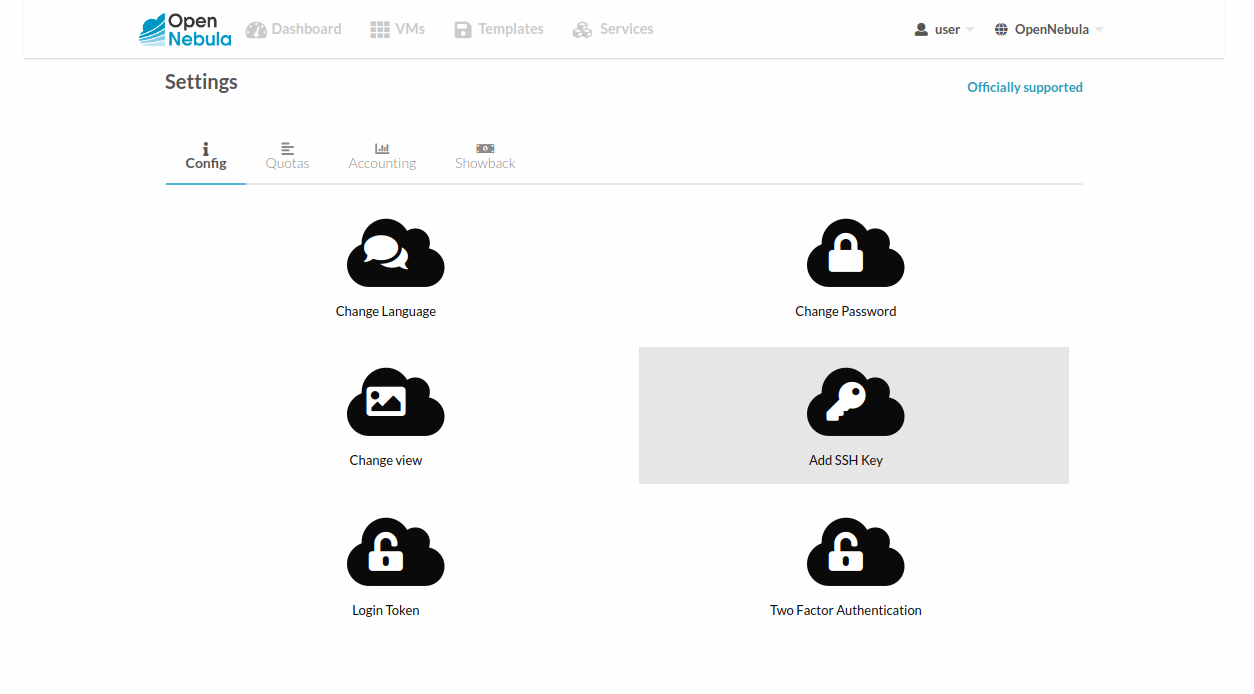 Open Nebula Dashboard VMs Templates Services user OpenNebula
Settings
Officially supported
Config Quotas Accounting Showback
Change Language Change Password
Change view Add SSH Key
Login Token Two Factor Authentication